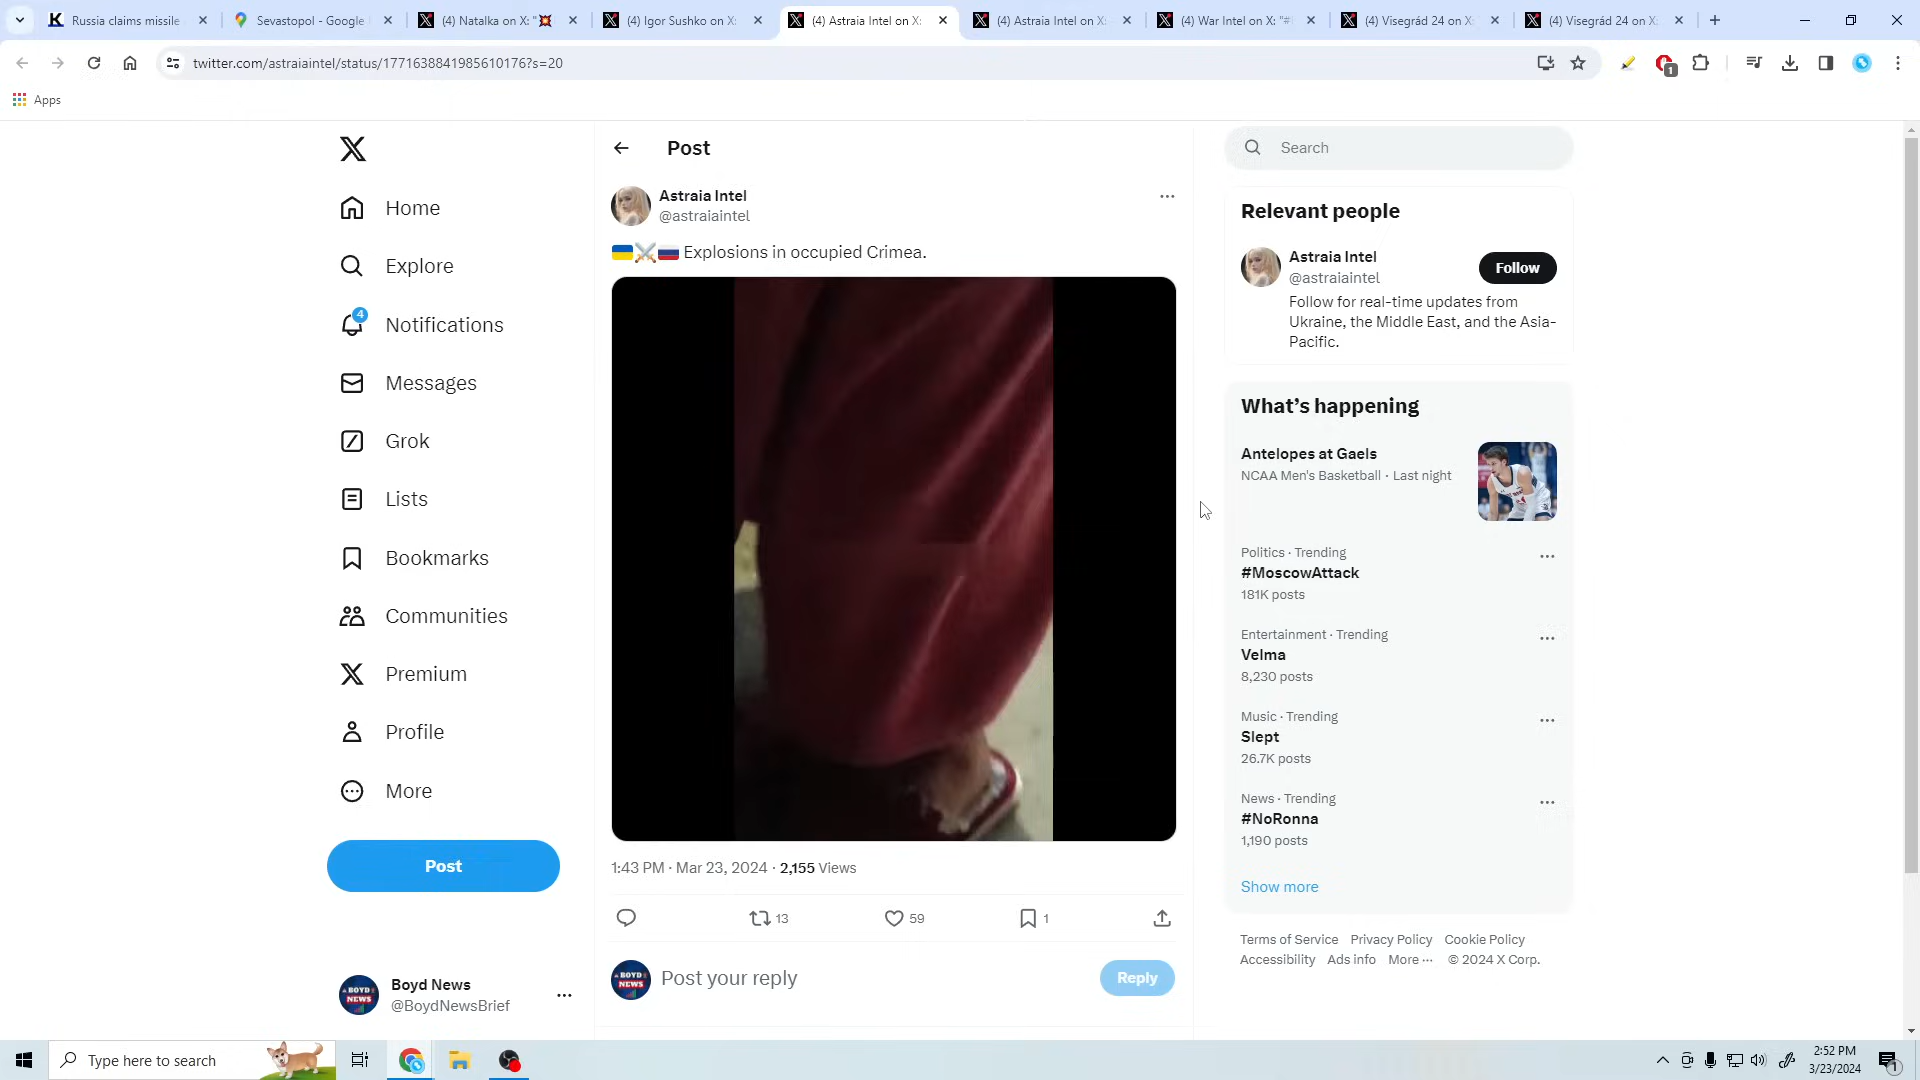 Russia claims missile
Sevastopol - Google
(4) Natalka on X: "💥
(4) Igor Sushko on X:
(4) Astraia Intel on X:
(4) Astraia Intel on X:
(4) War Intel on X: "#
(4) Visegrád 24 on X:
(4) Visegrád 24 on X:
twitter.com/astraiaintel/status/1771638841985610176?s=20
1
Apps
Post
Search
Astraia Intel
@astraiaintel
🇺🇦⚔️🇷🇺 Explosions in occupied Crimea.
Home
Explore
4
Notifications
Messages
Grok
Lists
Bookmarks
Communities
Premium
Profile
More
Post
Relevant people
Astraia Intel
@astraiaintel
Follow
Follow for real-time updates from
Ukraine, the Middle East, and the Asia-
Pacific.
What's happening
Antelopes at Gaels
NCAA Men's Basketball · Last night
Politics · Trending
#MoscowAttack
181K posts
Entertainment · Trending
Velma
8,230 posts
Music · Trending
Slept
26.7K posts
News · Trending
#NoRonna
1,190 posts
Show more
1:43 PM · Mar 23, 2024 · 2,155 Views
13
59
1
BOYD
NEWS
Post your reply
Reply
Terms of Service Privacy Policy Cookie Policy
Accessibility Ads info More ··· © 2024 X Corp.
BOYD
NEWS
Boyd News
@BoydNewsBrief
Type here to search
2:52 PM
3/23/2024
1